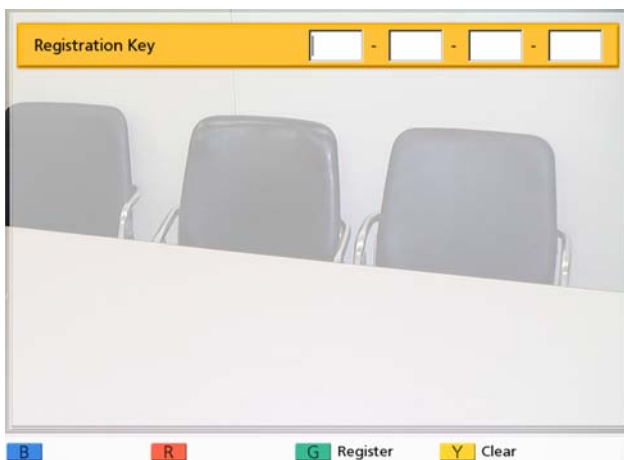 Registration Key - - -
B R G Register Y Clear